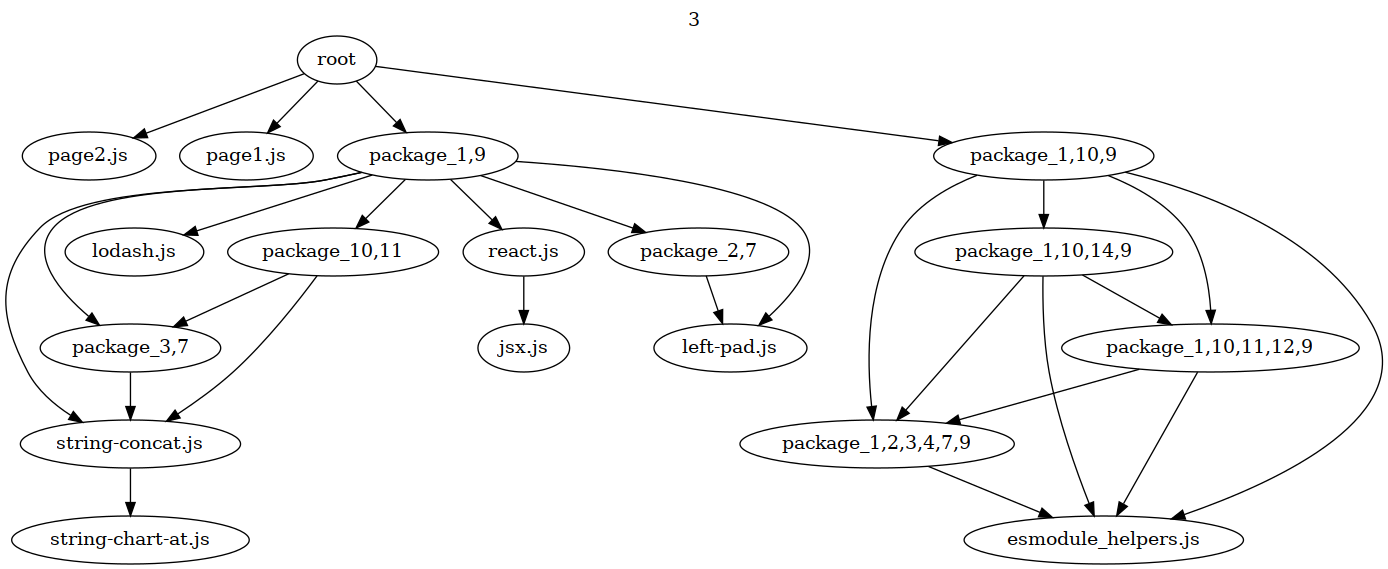 3
root
page2.js
page1.js
package_1,9
package_1,10,9
lodash.js
package_10,11
react.js
package_2,7
package_1,10,14,9
package_3,7
jsx.js
left-pad.js
package_1,10,11,12,9
string-concat.js
package_1,2,3,4,7,9
string-chart-at.js
esmodule_helpers.js